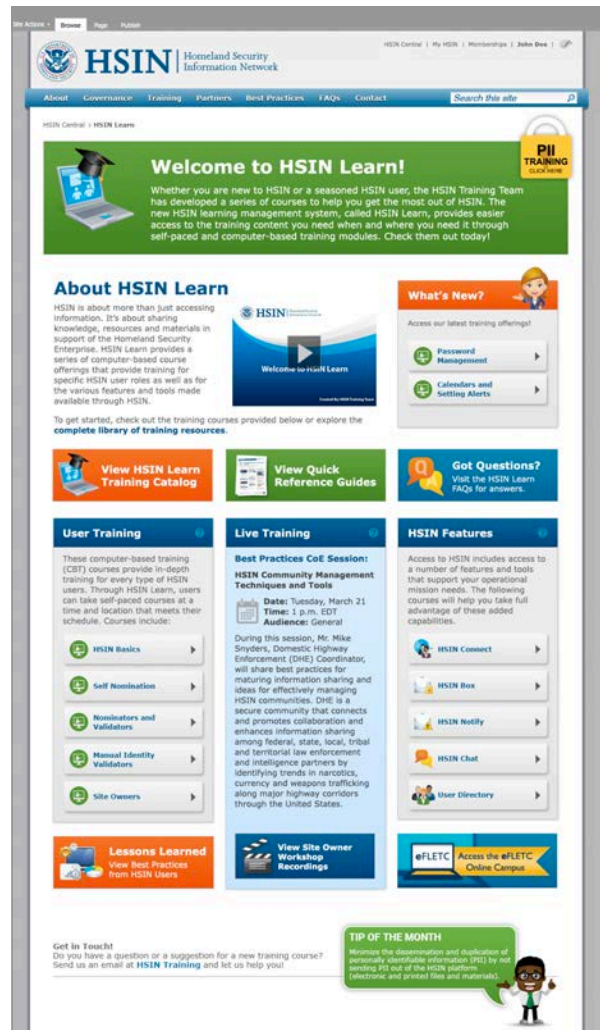 Site Actions Browse Page Publish
HSIN Central | My HSIN | Memberships | John Doe |
HSIN Homeland Security
Information Network
About Governance Training Partners Best Practices FAQs Contact
Search this site
HSIN Central › HSIN Learn
PII
TRAINING
CLICK HERE
Welcome to HSIN Learn!
Whether you are new to HSIN or a seasoned HSIN user, the HSIN Training Team
has developed a series of courses to help you get the most out of HSIN. The
new HSIN learning management system, called HSIN Learn, provides easier
access to the training content you need when and where you need it through
self-paced and computer-based training modules. Check them out today!
About HSIN Learn
HSIN is about more than just accessing
information. It's about sharing
knowledge, resources and materials in
support of the Homeland Security
Enterprise. HSIN Learn provides a
series of computer-based course
offerings that provide training for
specific HSIN user roles as well as for
the various features and tools made
available through HSIN.
To get started, check out the training courses provided below or explore the
complete library of training resources.
HSIN
Welcome to HSIN Learn
Created By HSIN Training Team
What's New?
Access our latest training offerings!
Password
Management
Calendars and
Setting Alerts
View HSIN Learn
Training Catalog
View Quick
Reference Guides
Got Questions?
Visit the HSIN Learn
FAQs for answers.
User Training
These computer-based training
(CBT) courses provide in-depth
training for every type of HSIN
users. Through HSIN Learn, users
can take self-paced courses at a
time and location that meets their
schedule. Courses include:
HSIN Basics
Self Nomination
Nominators and
Validators
Manual Identity
Validators
Site Owners
Live Training
Best Practices CoE Session:
HSIN Community Management
Techniques and Tools
Date: Tuesday, March 21
Time: 1 p.m. EDT
Audience: General
During this session, Mr. Mike
Snyders, Domestic Highway
Enforcement (DHE) Coordinator,
will share best practices for
maturing information sharing and
ideas for effectively managing
HSIN communities. DHE is a
secure community that connects
and promotes collaboration and
enhances information sharing
among federal, state, local, tribal
and territorial law enforcement
and intelligence partners by
identifying trends in narcotics,
currency and weapons trafficking
along major highway corridors
through the United States.
HSIN Features
Access to HSIN includes access to
a number of features and tools
that support your operational
mission needs. The following
courses will help you take full
advantage of these added
capabilities.
HSIN Connect
HSIN Box
HSIN Notify
HSIN Chat
User Directory
Lessons Learned
View Best Practices
from HSIN Users
View Site Owner
Workshop
Recordings
eFLETC
Access the eFLETC
Online Campus
Get in Touch!
Do you have a question or a suggestion for a new training course?
Send us an email at HSIN Training and let us help you!
TIP OF THE MONTH
Minimize the dissemination and duplication of
personally identifiable information (PII) by not
sending PII out of the HSIN platform
(electronic and printed files and materials).